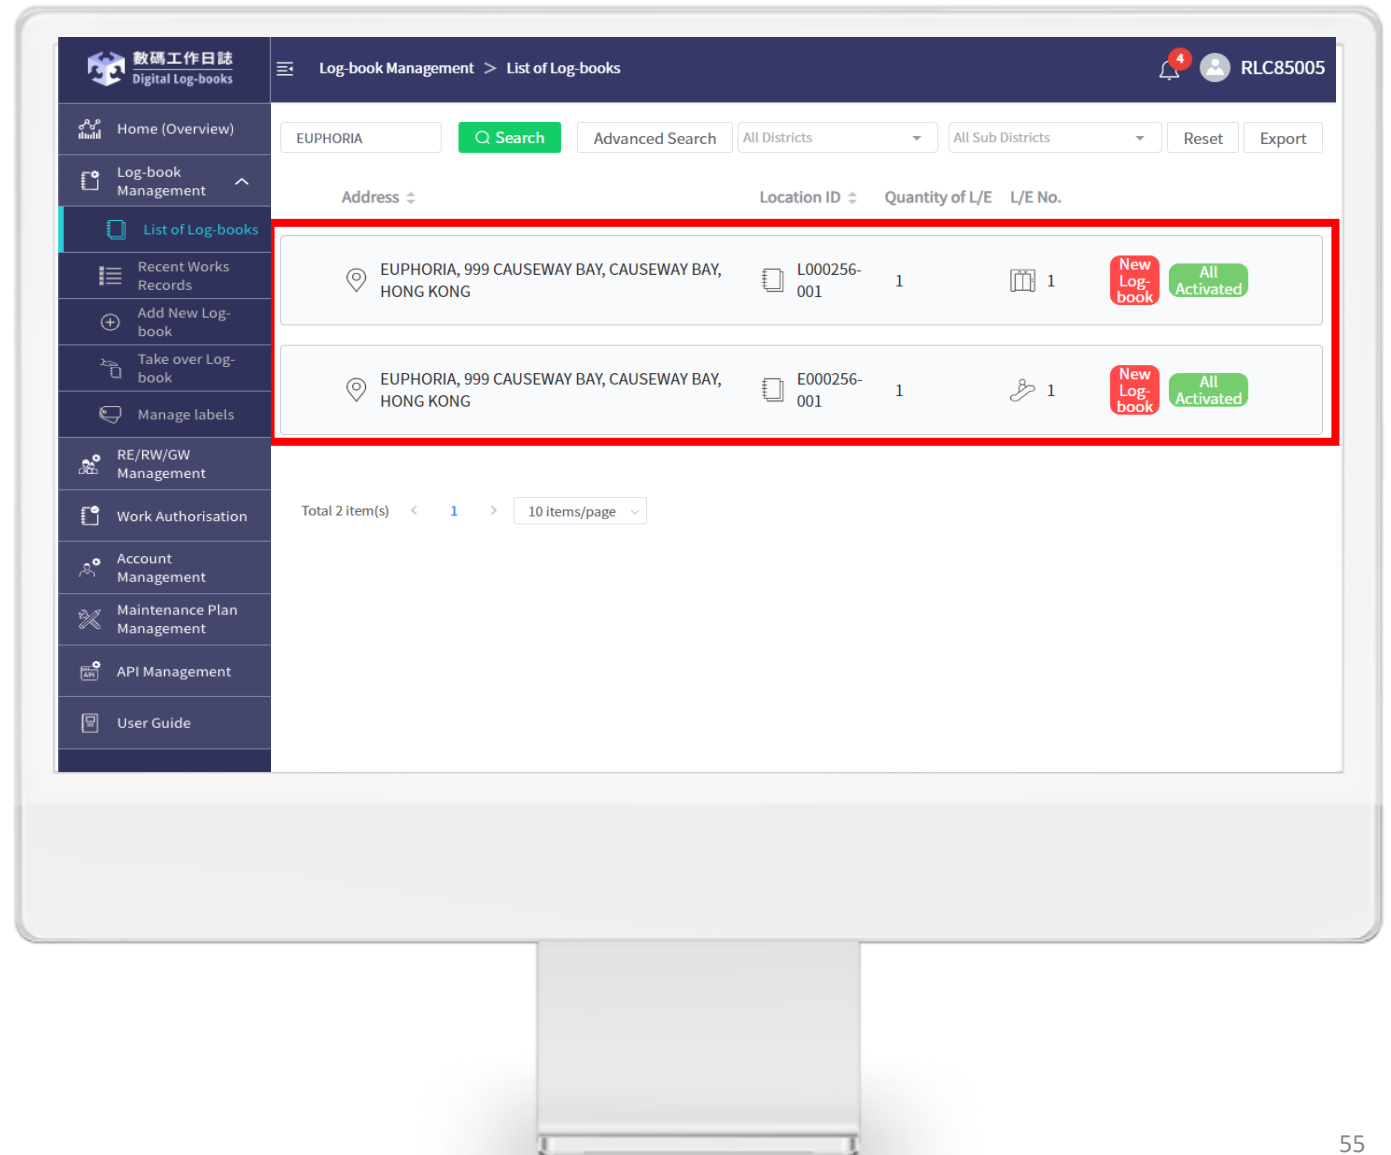 數碼工作日誌
Digital Log-books
Log-book Management > List of Log-books
4
RLC85005
Home (Overview)
Log-book
Management
List of Log-books
Recent Works
Records
Add New Log-
book
Take over Log-
book
Manage labels
RE/RW/GW
Management
Work Authorisation
Account
Management
Maintenance Plan
Management
API
API Management
User Guide
EUPHORIA
Search
Advanced Search
All Districts
All Sub Districts
Reset
Export
Address
Location ID
Quantity of L/E
L/E No.
EUPHORIA, 999 CAUSEWAY BAY, CAUSEWAY BAY,
HONG KONG
L000256-
001
1
1
New
Log-
book
All
Activated
EUPHORIA, 999 CAUSEWAY BAY, CAUSEWAY BAY,
HONG KONG
E000256-
001
1
1
New
Log-
book
All
Activated
Total 2 item(s) < 1 > 10 items/page
55